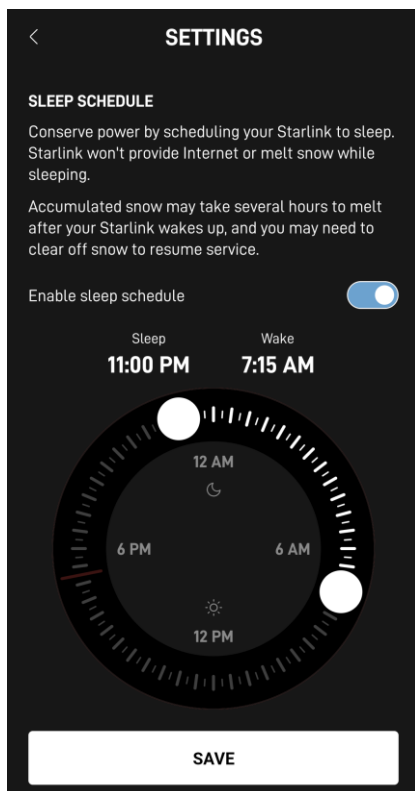 SETTINGS
SLEEP SCHEDULE
Conserve power by scheduling your Starlink to sleep.
Starlink won't provide Internet or melt snow while
sleeping.
Accumulated snow may take several hours to melt
after your Starlink wakes up, and you may need to
clear off snow to resume service.
Enable sleep schedule
Sleep Wake
11:00 PM 7:15 AM
12 AM
6 PM 6 AM
12 PM
SAVE